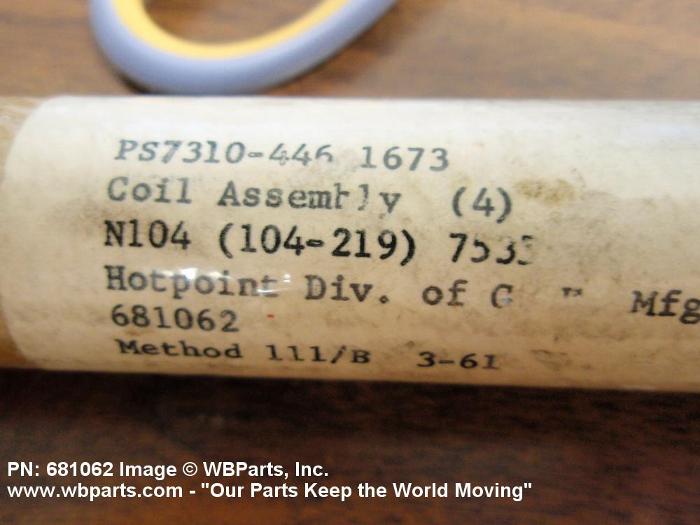 PS7310-446 1673
Coil Assembly (4)
N104 (104-219)
Hotpoint Div. of Mfg
681062
Method 111/B 3-61
PN: 681062 Image © WBParts, Inc.
www.wbparts.com - "Our Parts Keep the World Moving"